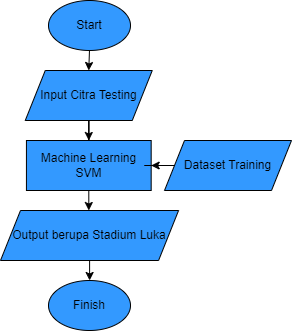 Start
Input Citra Testing
Machine Learning
SVM
Dataset Training
Output berupa Stadium Luka
Finish